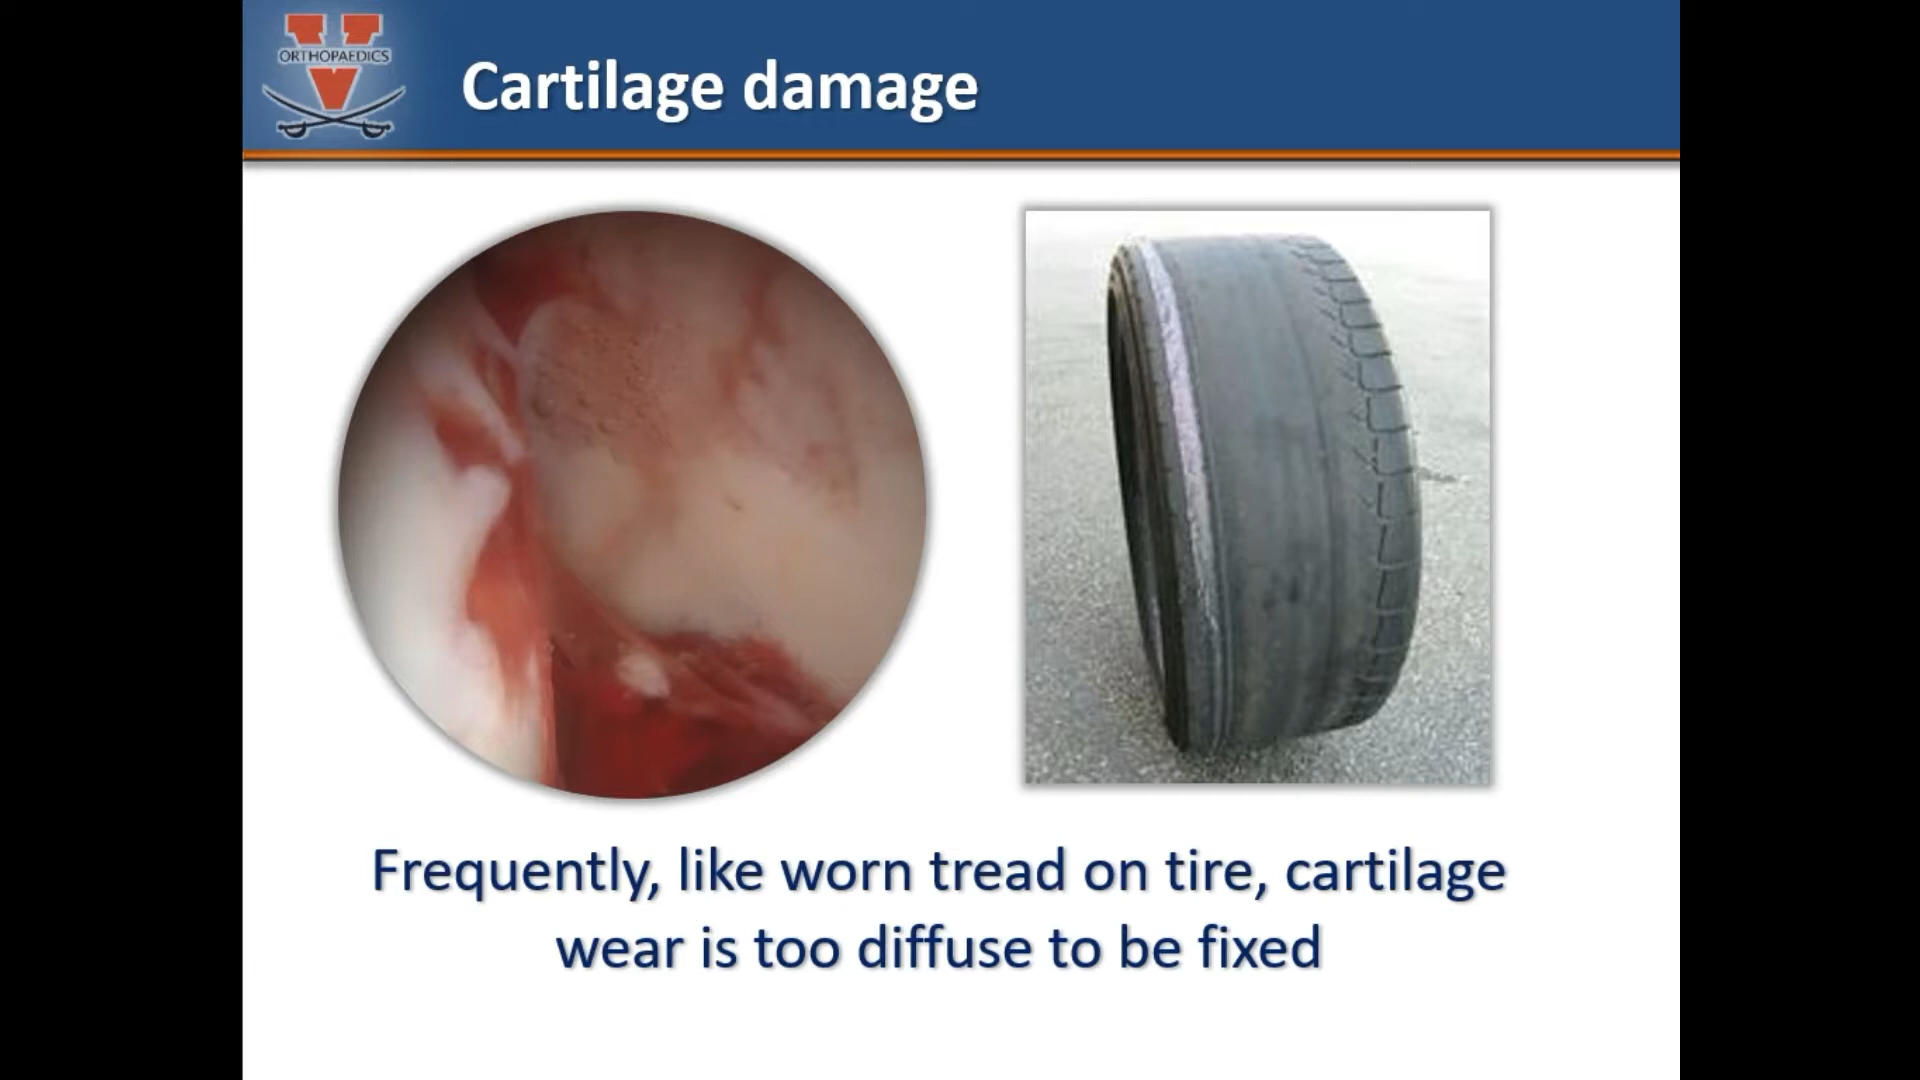 ORTHOPAEDICS
Cartilage damage
Frequently, like worn tread on tire, cartilage
wear is too diffuse to be fixed